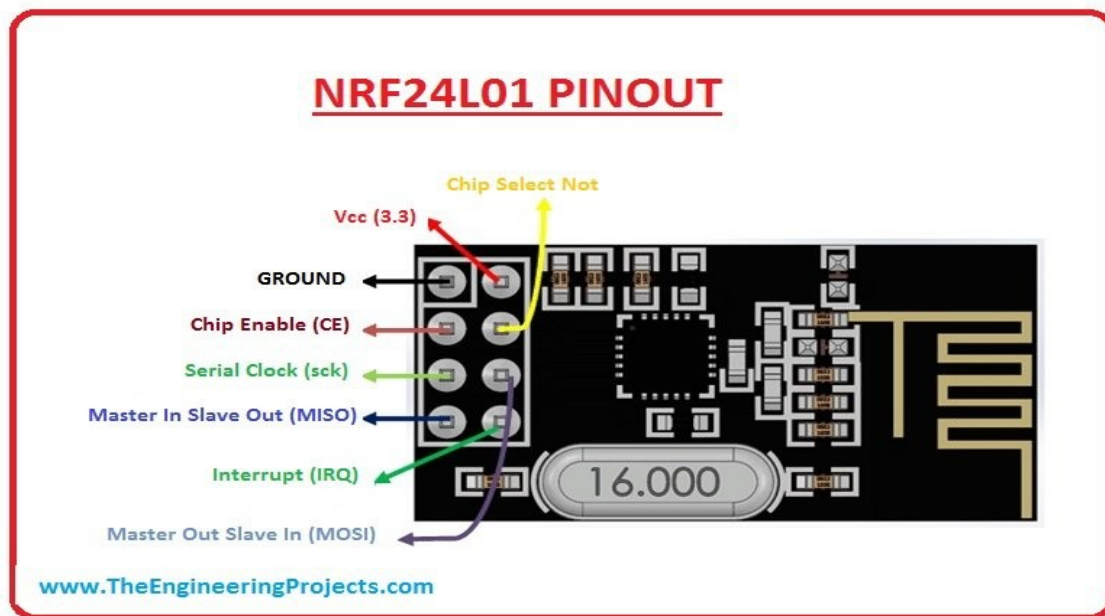 NRF24L01 PINOUT
Chip Select Not
Vcc (3.3)
GROUND
Chip Enable (CE)
Serial Clock (sck)
Master In Slave Out (MISO)
Interrupt (IRQ)
16.000
Master Out Slave In (MOSI)
www.TheEngineeringProjects.com